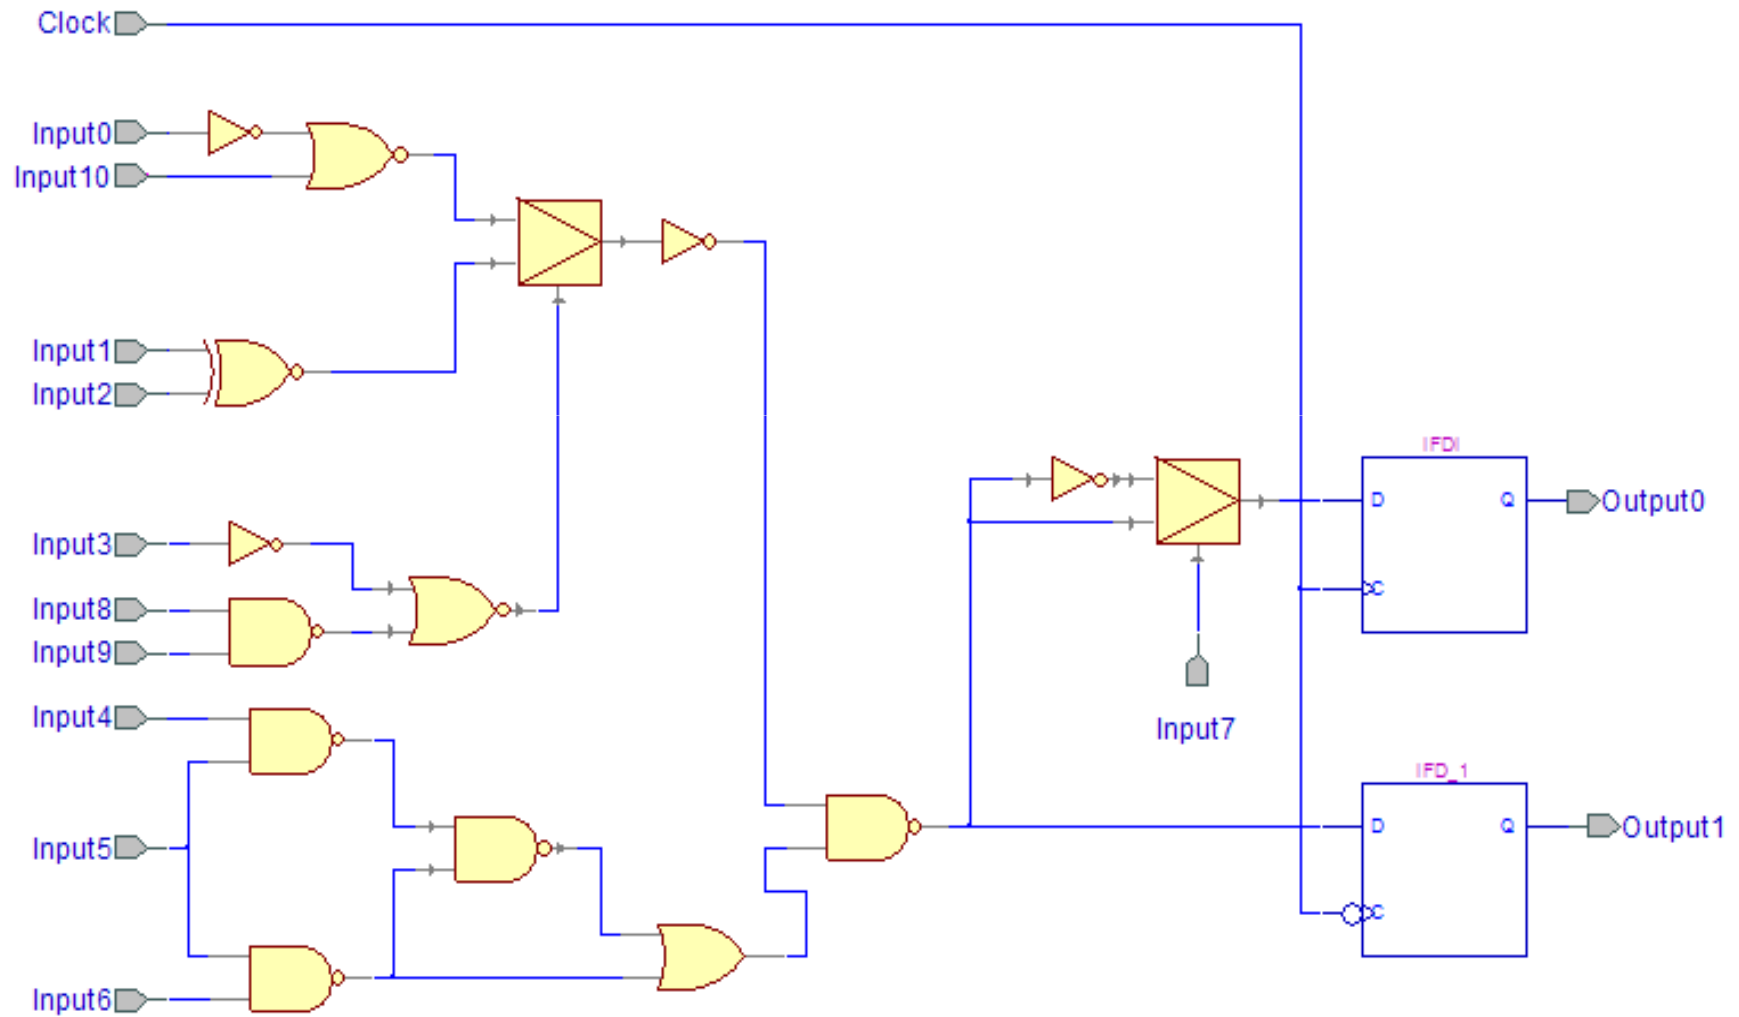 Clock
Input0
Input10
Input1
Input2
IFDI
D
Q
Output0
C
Input3
Input8
Input9
Input4
Input7
IFD_1
D
Q
Output1
Input5
C
Input6